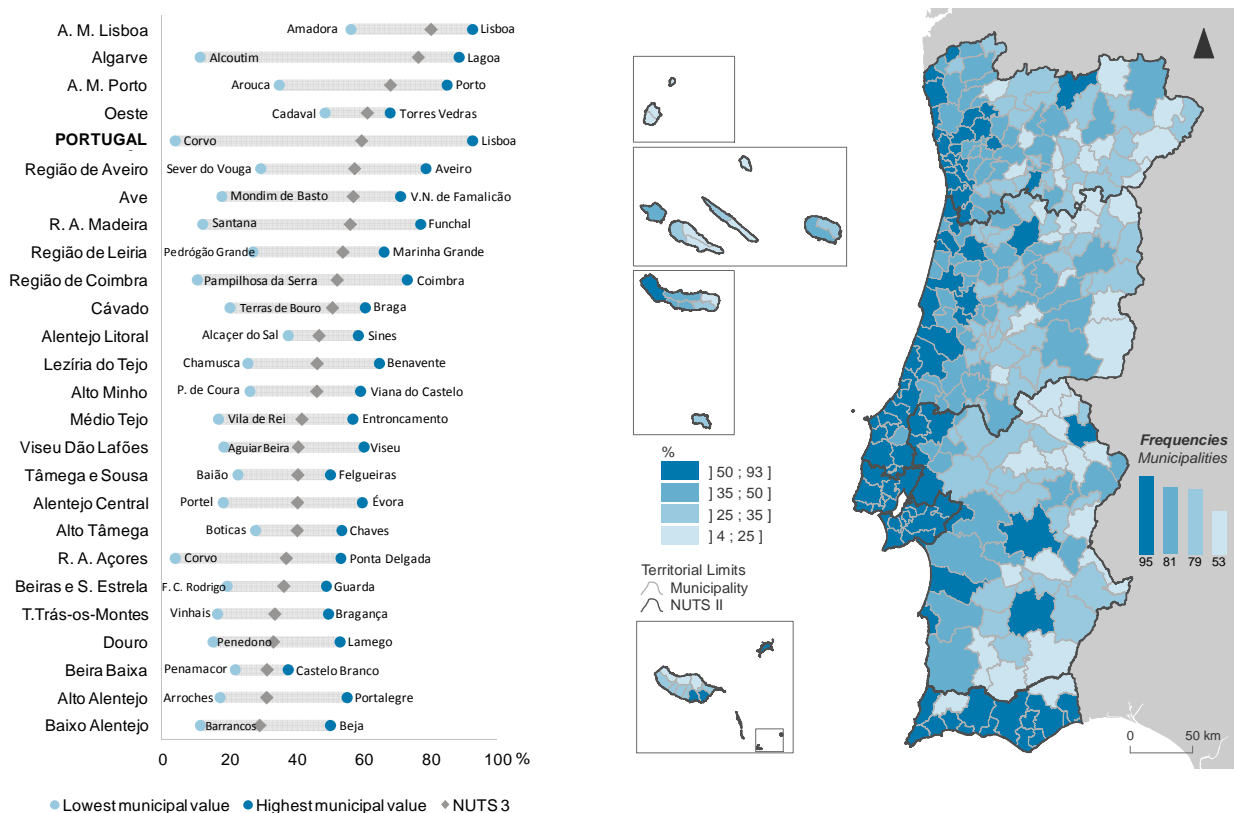 A. M. Lisboa Amadora Lisboa
Algarve Alcoutim Lagoa
A. M. Porto Arouca Porto
Oeste Cadaval Torres Vedras
PORTUGAL Corvo Lisboa
Região de Aveiro Sever do Vouga Aveiro
Ave Mondim de Basto V.N. de Famalicão
R. A. Madeira Santana Funchal
Região de Leiria Pedrógão Grande Marinha Grande
Região de Coimbra Pampilhosa da Serra Coimbra
Cávado Terras de Bouro Braga
Alentejo Litoral Alcaçer do Sal Sines
Lezíria do Tejo Chamusca Benavente
Alto Minho P. de Coura Viana do Castelo
Médio Tejo Vila de Rei Entroncamento
Viseu Dão Lafões Aguiar Beira Viseu
Tâmega e Sousa Baião Felgueiras
Alentejo Central Portel Évora
Alto Tâmega Boticas Chaves
R. A. Açores Corvo Ponta Delgada
Beiras e S. Estrela F. C. Rodrigo Guarda
T.Trás-os-Montes Vinhais Bragança
Douro Penedono Lamego
Beira Baixa Penamacor Castelo Branco
Alto Alentejo Arroches Portalegre
Baixo Alentejo Barrancos Beja
0 20 40 60 80 100 %
Lowest municipal value Highest municipal value NUTS 3
%
] 50 ; 93 ]
] 35 ; 50 ]
] 25 ; 35 ]
] 4 ; 25 ]
Territorial Limits
Municipality
NUTS II
Frequencies
Municipalities
95 81 79 53
0 50 km